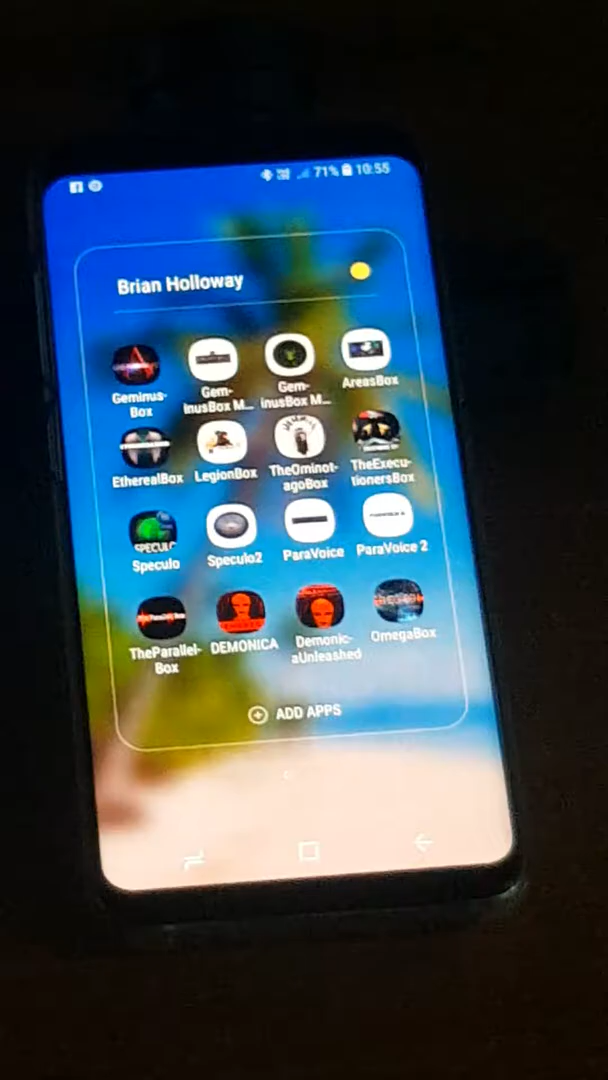 71% 10:55
Brian Holloway
Geminus-
Box
Gem-
inusBox M...
Gem-
inusBox M...
AreasBox
EtherealBox
LegionBox
TheOminot-
agoBox
TheExecu-
tionersBox
SPECULO
Speculo
Speculo2
ParaVoice
ParaVoice 2
TheParallel-
Box
DEMONICA
Demonic-
aUnleashed
OmegaBox
ADD APPS